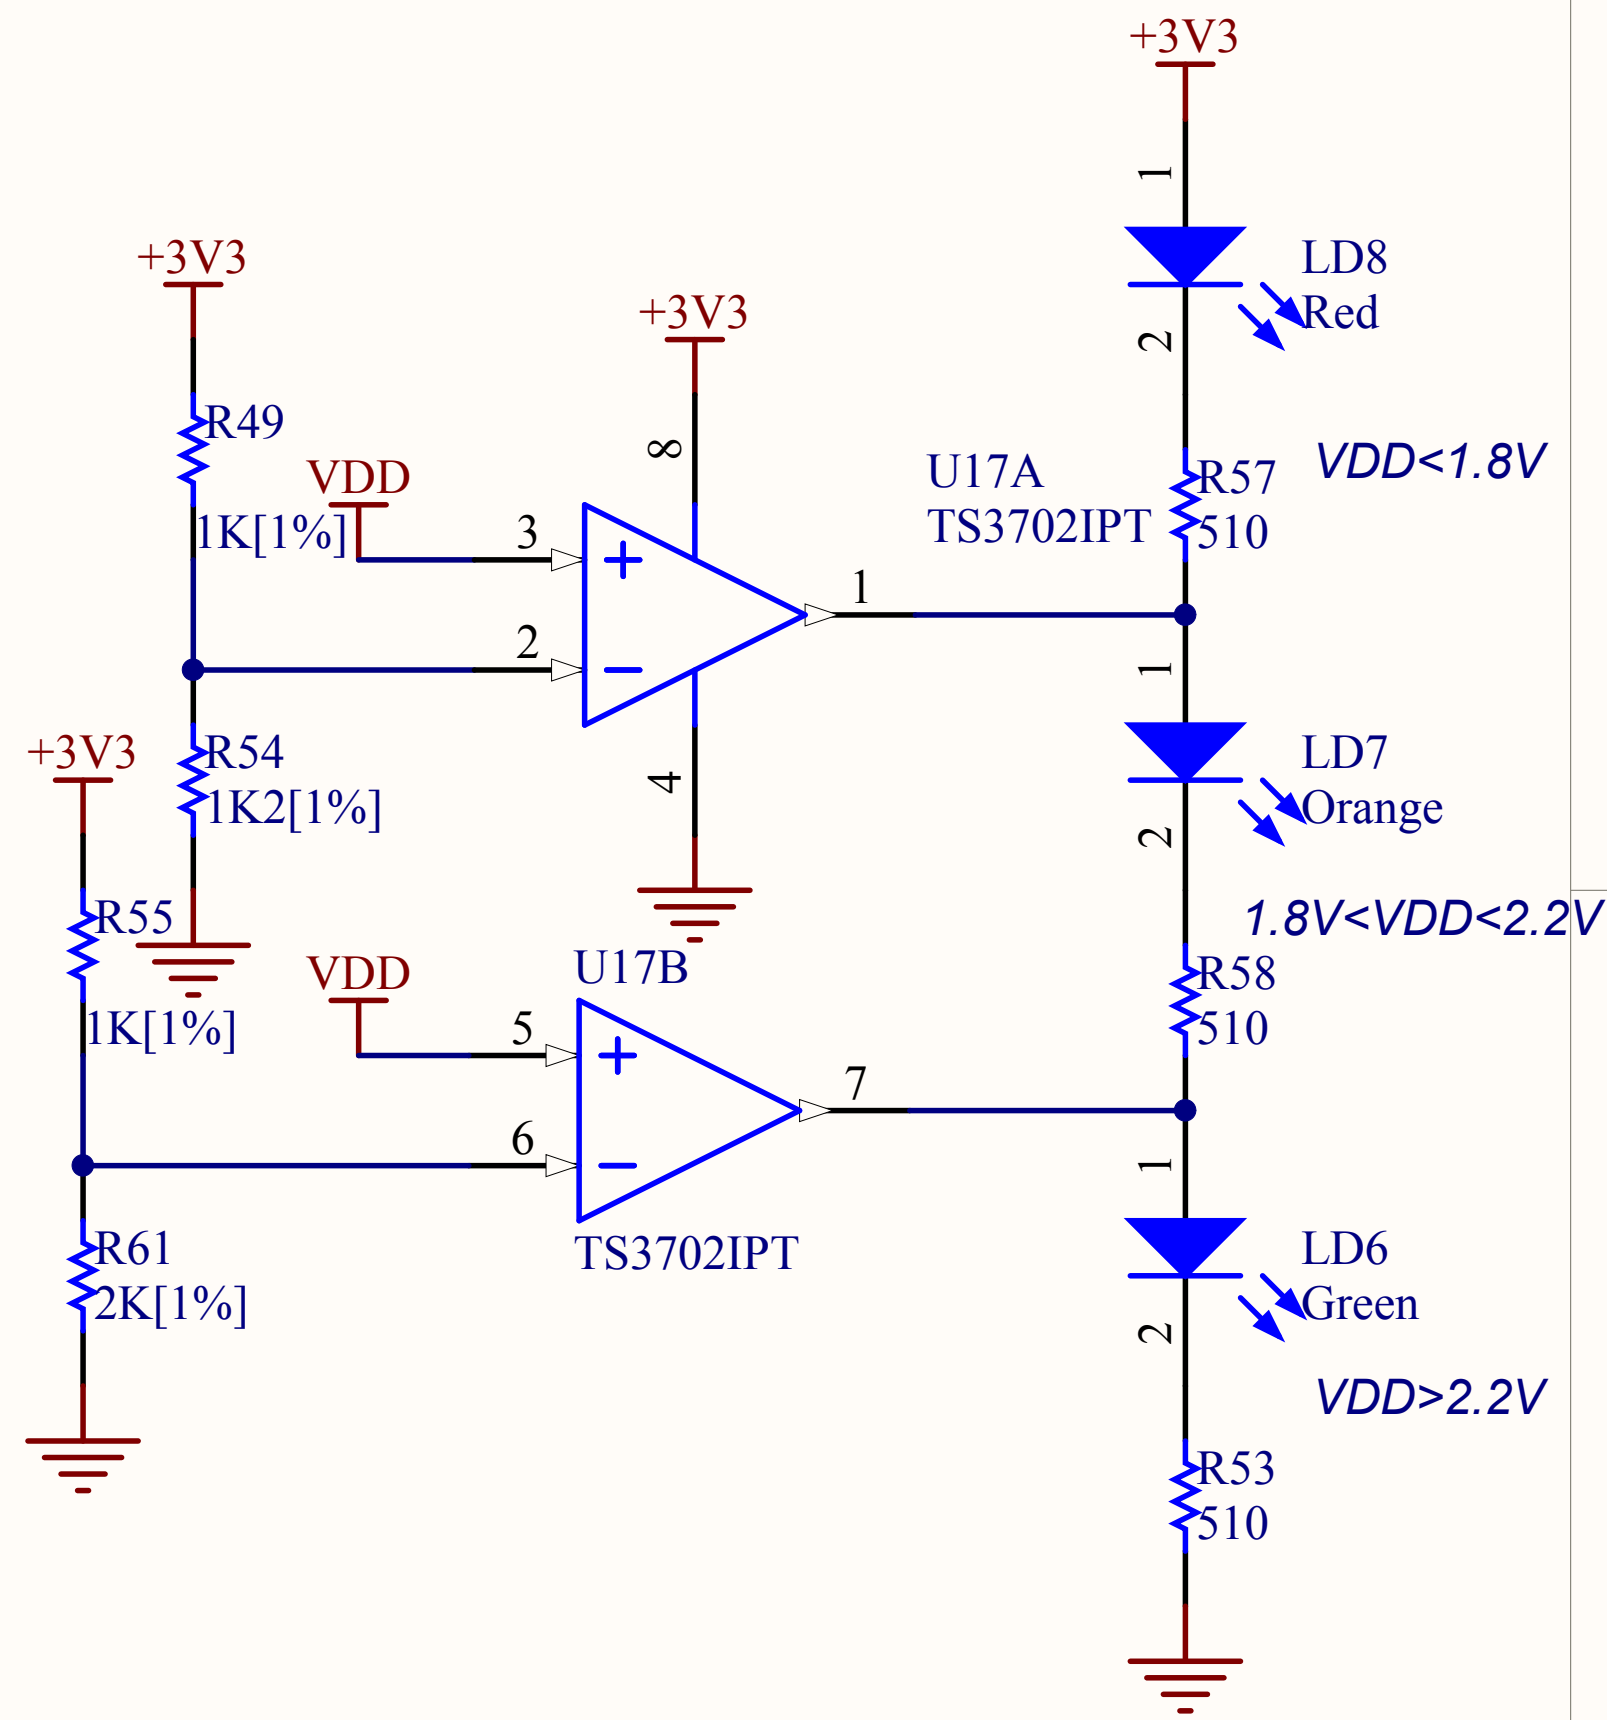 +3V3
1
LD8
Red
2
+3V3
+3V3
R49
1K[1%]
VDD
3
2
8
4
U17A
TS3702IPT
1
R57
510
VDD<1.8V
+3V3
R54
1K2[1%]
1
LD7
Orange
2
1.8V<VDD<2.2V
R55
1K[1%]
VDD
U17B
5
6
7
TS3702IPT
R58
510
R61
2K[1%]
1
LD6
Green
2
VDD>2.2V
R53
510